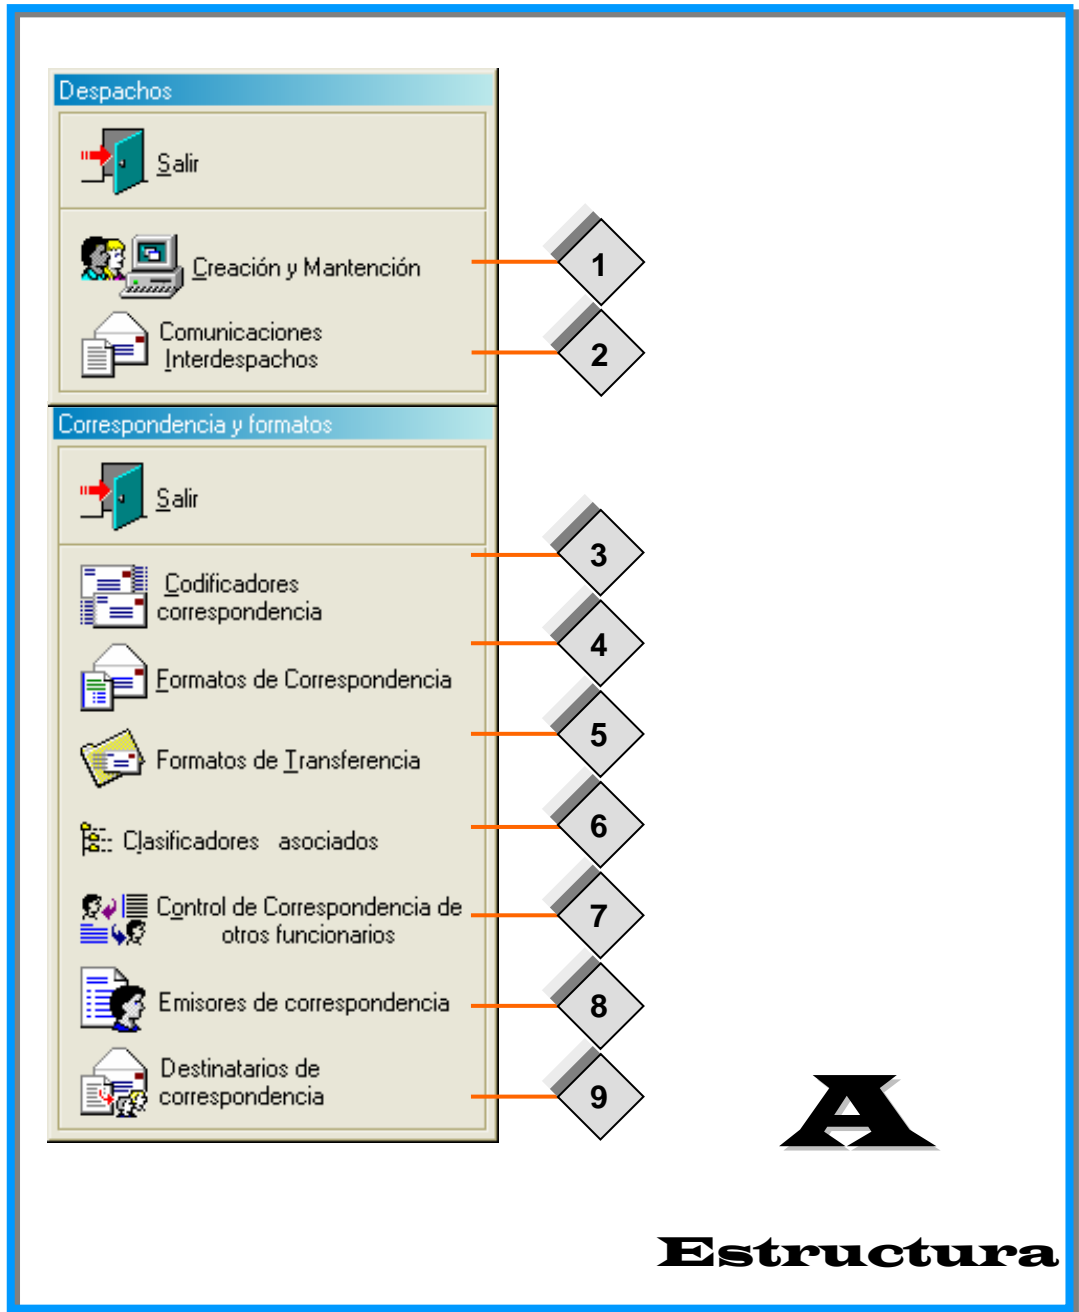 Despachos
Salir
Creación y Mantención
1
Comunicaciones
Interdespachos
2
Correspondencia y formatos
Salir
3
Codificadores
correspondencia
4
Formatos de Correspondencia
5
Formatos de Transferencia
6
Clasificadores asociados
7
Control de Correspondencia de
otros funcionarios
8
Emisores de correspondencia
9
Destinatarios de
correspondencia
A
Estructura